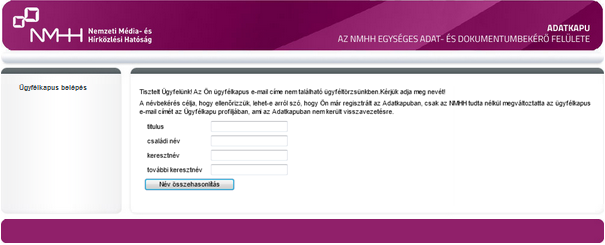 NMHH
Nemzeti Média- és
Hírközlési Hatóság
ADATKAPU
AZ NMHH EGYSÉGES ADAT- ÉS DOKUMENTUMBEKÉRŐ FELÜLETE
Ügyfélkapus belépés
Tisztelt Ügyfelünk! Az Ön ügyfélkapus e-mail címe nem található ügyféltörzsünkben.Kérjük adja meg nevét!
A névbekérés célja, hogy ellenőrizzük, lehet-e arról szó, hogy Ön már regisztrált az Adatkapuban, csak az NMHH tudta nélkül megváltoztatta az ügyfélkapus
e-mail címét az Ügyfélkapu profiljában, ami az Adatkapuban nem került visszavezetésre.
titulus
családi név
keresztnév
további keresztnév
Név összehasonlítás